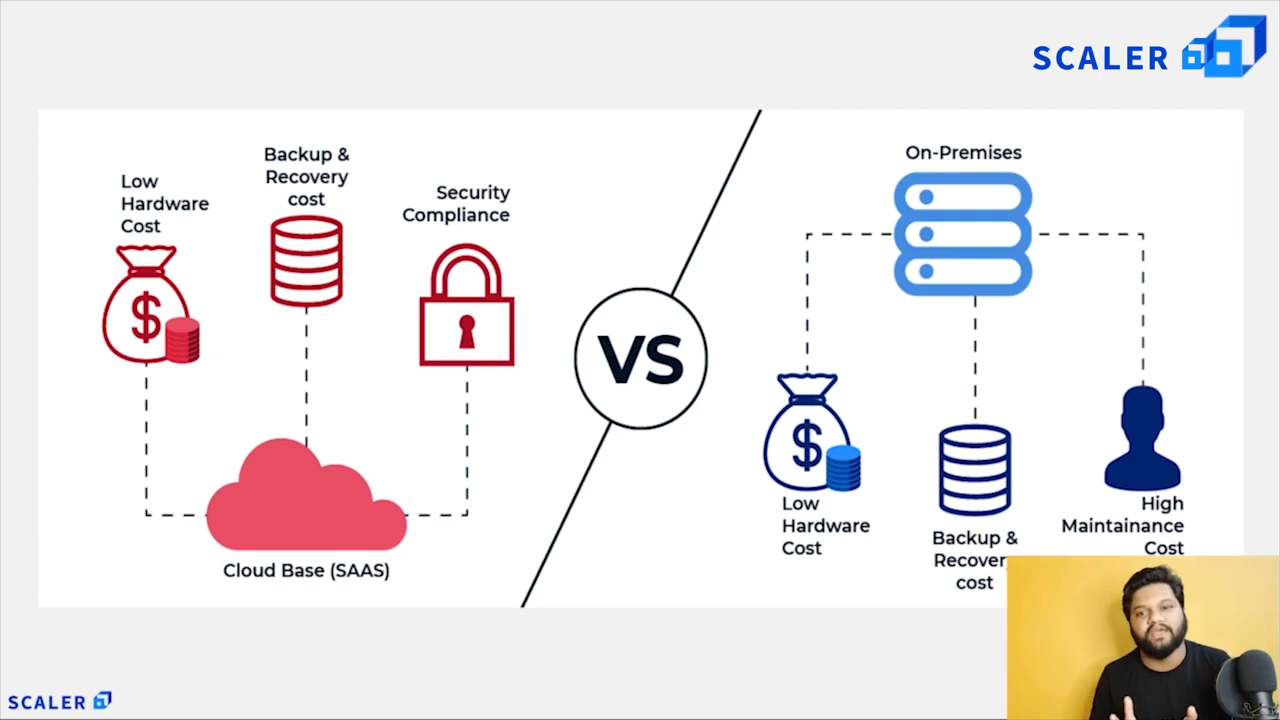 SCALER
Low
Hardware
Cost
Backup &
Recovery
cost
Security
Compliance
$
Cloud Base (SAAS)
VS
On-Premises
$
Low
Hardware
Cost
Backup &
Recovery
cost
High
Maintainance
Cost
SCALER